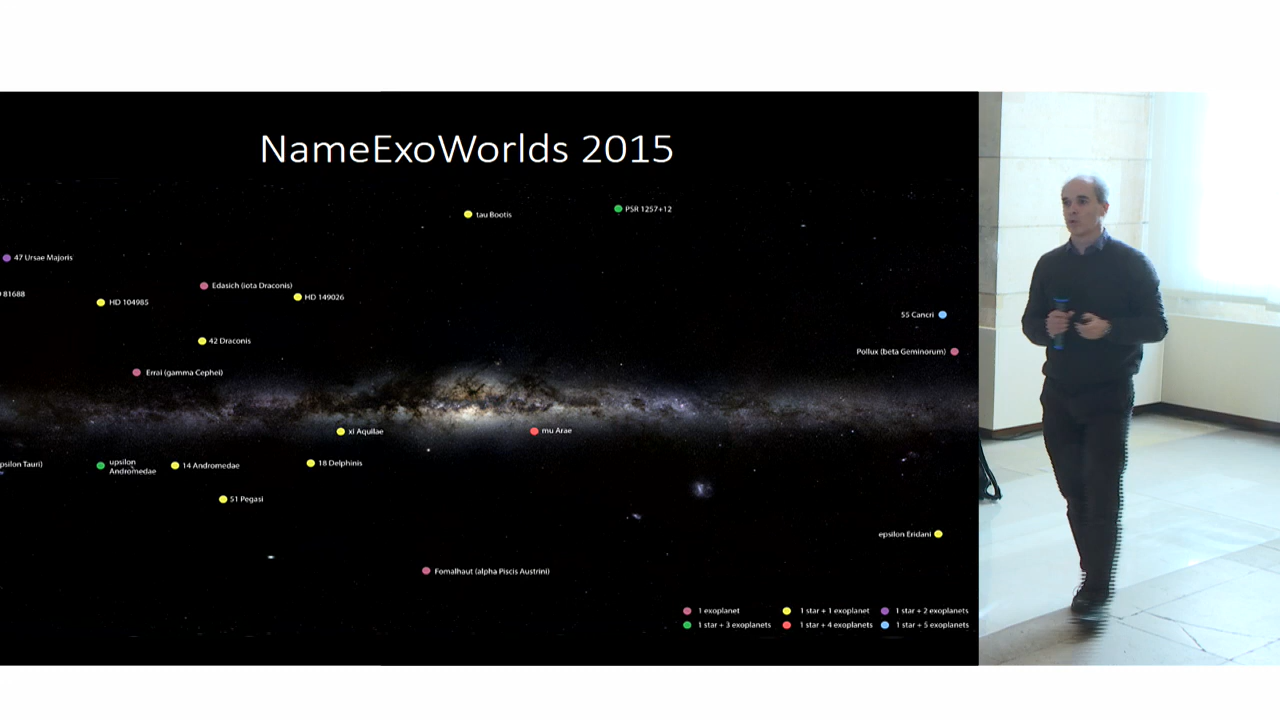 NameExoWorlds 2015
tau Bootis
PSR 1257+12
47 Ursae Majoris
Edasich (iota Draconis)
81688
HD 104985
HD 149026
55 Cancri
42 Draconis
Pollux (beta Geminorum)
Errai (gamma Cephei)
xi Aquilae
mu Arae
psilon Tauri)
upsilon
Andromedae
14 Andromedae
18 Delphinis
51 Pegasi
epsilon Eridani
Fomalhaut (alpha Piscis Austrini)
1 exoplanet
1 star + 1 exoplanet
1 star + 2 exoplanets
1 star + 3 exoplanets
1 star + 4 exoplanets
1 star + 5 exoplanets